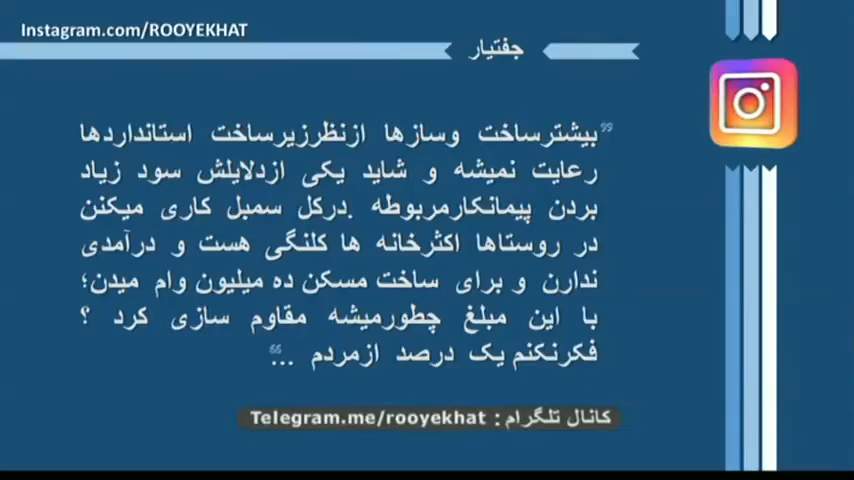 Instagram.com/ROOYEKHAT
جفتیار
"بیشترساخت وسازها ازنظرزیرساخت استانداردها
رعایت نمیشه و شاید یکی ازدلایلش سود زیاد
بردن پیمانکارمربوطه .درکل سمبل کاری میکنن
در روستاها اکثرخانه ها کلنگی هست و درآمدی
ندارن و برای ساخت مسکن ده میلیون وام میدن؛
با این مبلغ چطورمیشه مقاوم سازی کرد ؟
فکرنکنم یک درصد ازمردم ..."
کانال تلگرام : Telegram.me/rooyekhat